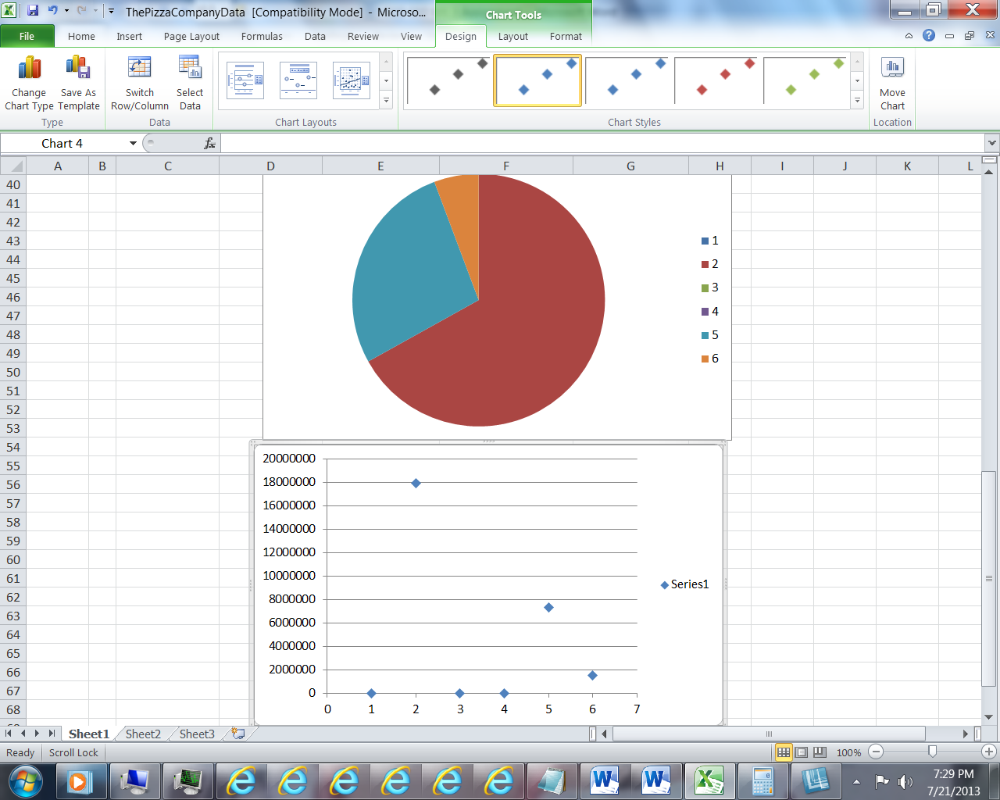 ThePizzaCompanyData [Compatibility Mode] - Microso...
Chart Tools
File Home Insert Page Layout Formulas Data Review View Design Layout Format
Change Chart Type
Save As Template
Switch Row/Column
Select Data
Move Chart
Type Data Chart Layouts Chart Styles Location
Chart 4
fx
A B C D E F G H I J K L
40
41
42
43
44
45
46
47
48
49
50
51
52
53
54
55
56
57
58
59
60
61
62
63
64
65
66
67
68
1
2
3
4
5
6
20000000
18000000
16000000
14000000
12000000
10000000
8000000
6000000
4000000
2000000
0
0 1 2 3 4 5 6 7
Series1
Sheet1 Sheet2 Sheet3
Ready Scroll Lock 100%
7:29 PM
7/21/2013